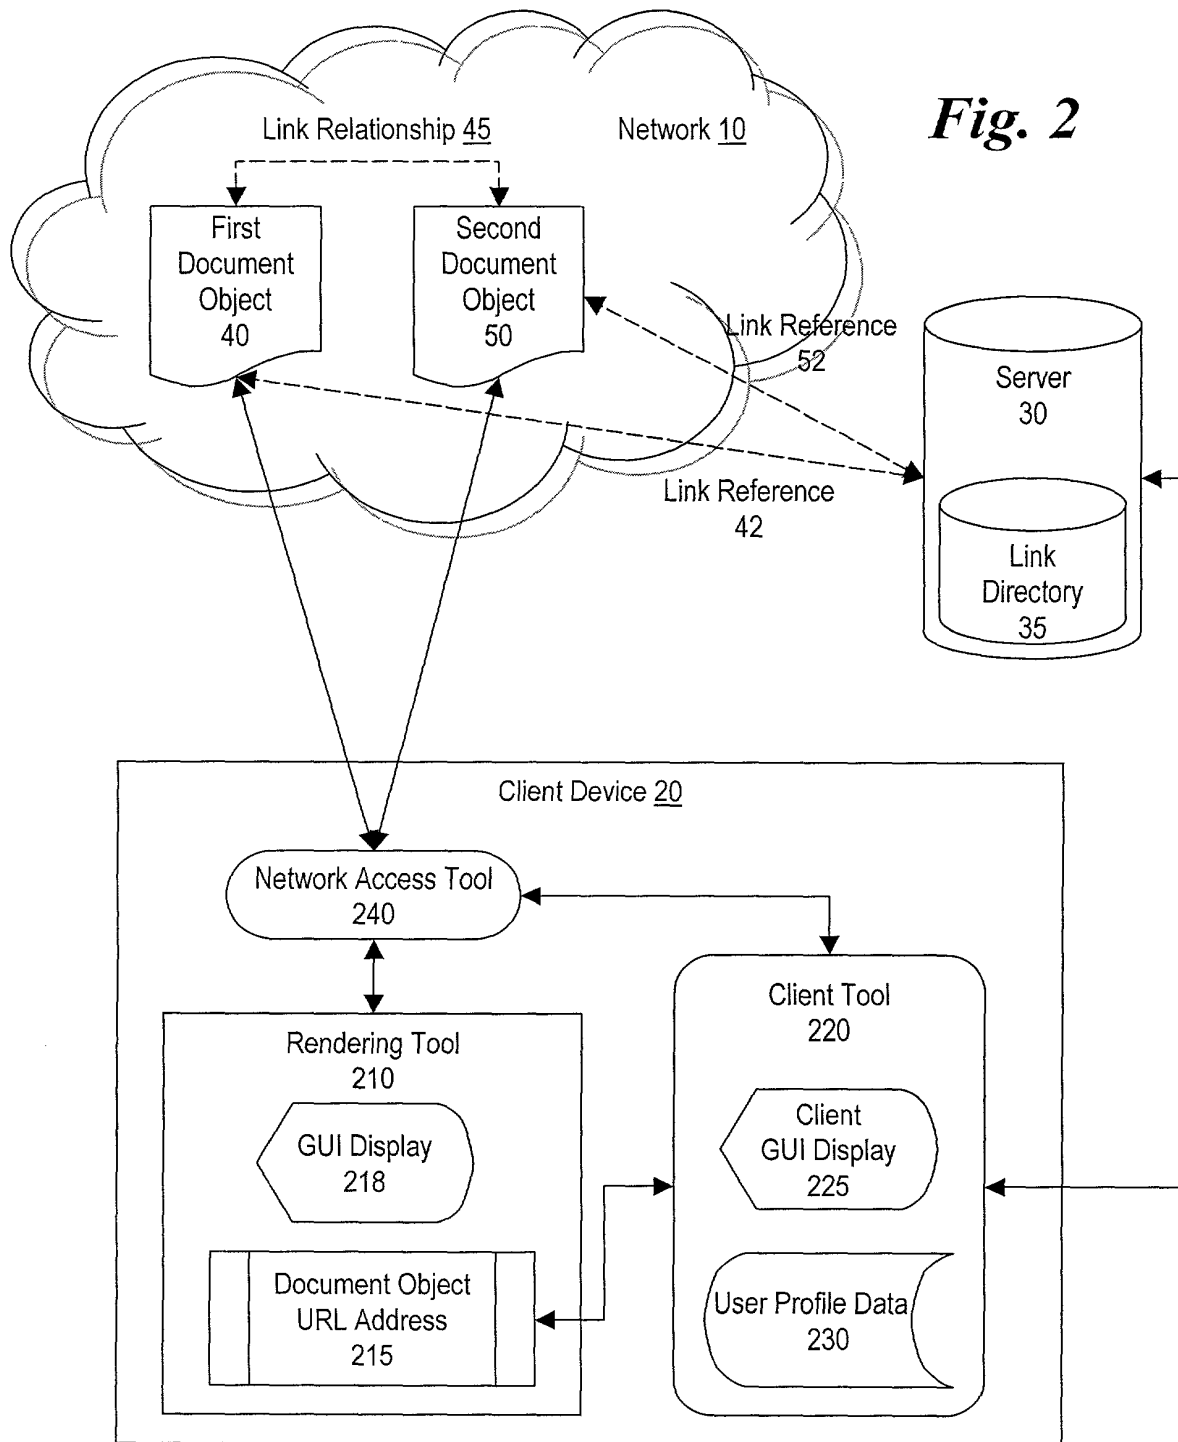 Fig. 2
Link Relationship 45
Network 10
First
Document
Object
40
Second
Document
Object
50
Link Reference
52
Server
30
Link Reference
42
Link
Directory
35
Client Device 20
Network Access Tool
240
Client Tool
220
Rendering Tool
210
GUI Display
218
Client
GUI Display
225
Document Object
URL Address
215
User Profile Data
230